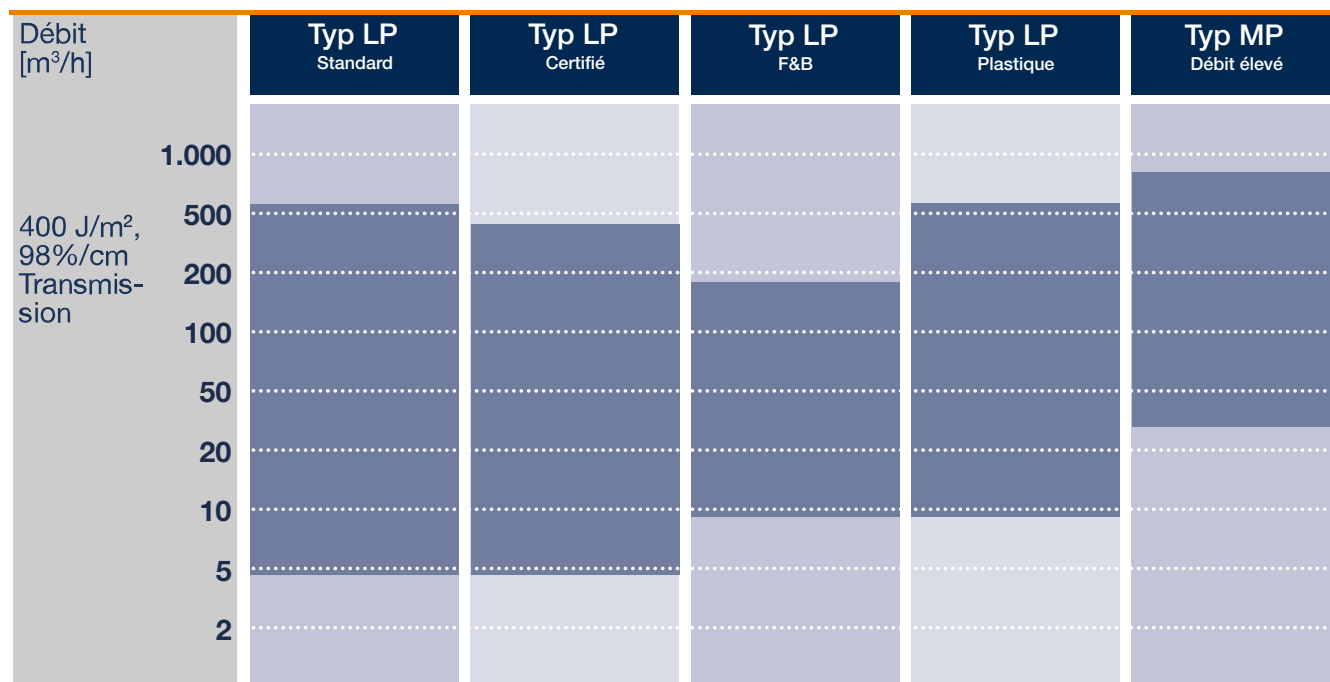 Débit
[m³/h]
Typ LP
Standard
Typ LP
Certifié
Typ LP
F&B
Typ LP
Plastique
Typ MP
Débit élevé
400 J/m²,
98%/cm
Transmis-
sion
1.000
500
200
100
50
20
10
5
2